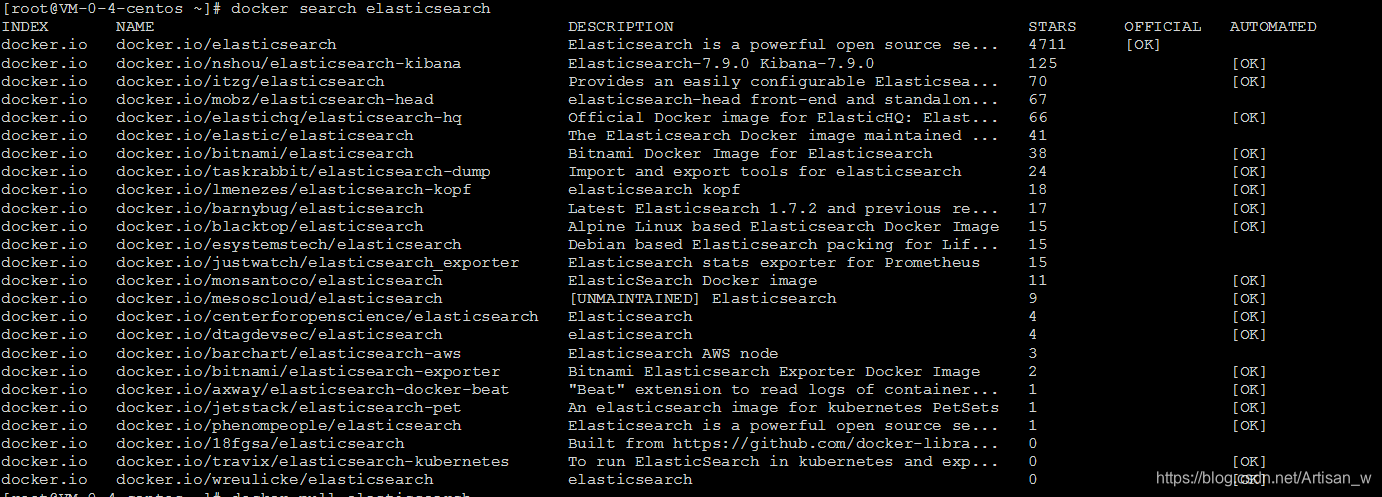 [root@VM-0-4-centos ~]# docker search elasticsearch
INDEX NAME DESCRIPTION STARS OFFICIAL AUTOMATED
docker.io docker.io/elasticsearch Elasticsearch is a powerful open source se... 4711 [OK]
docker.io docker.io/nshou/elasticsearch-kibana Elasticsearch-7.9.0 Kibana-7.9.0 125 [OK]
docker.io docker.io/itzg/elasticsearch Provides an easily configurable Elasticsea... 70 [OK]
docker.io docker.io/mobz/elasticsearch-head elasticsearch-head front-end and standalon... 67
docker.io docker.io/elastichq/elasticsearch-hq Official Docker image for ElasticHQ: Elast... 66 [OK]
docker.io docker.io/elastic/elasticsearch The Elasticsearch Docker image maintained ... 41
docker.io docker.io/bitnami/elasticsearch Bitnami Docker Image for Elasticsearch 38 [OK]
docker.io docker.io/taskrabbit/elasticsearch-dump Import and export tools for elasticsearch 24 [OK]
docker.io docker.io/lmenezes/elasticsearch-kopf elasticsearch kopf 18 [OK]
docker.io docker.io/barnybug/elasticsearch Latest Elasticsearch 1.7.2 and previous re... 17 [OK]
docker.io docker.io/blacktop/elasticsearch Alpine Linux based Elasticsearch Docker Image 15 [OK]
docker.io docker.io/esystemstech/elasticsearch Debian based Elasticsearch packing for Lif... 15
docker.io docker.io/justwatch/elasticsearch_exporter Elasticsearch stats exporter for Prometheus 15
docker.io docker.io/monsantoco/elasticsearch ElasticSearch Docker image 11 [OK]
docker.io docker.io/mesoscloud/elasticsearch [UNMAINTAINED] Elasticsearch 9 [OK]
docker.io docker.io/centerforopenscience/elasticsearch Elasticsearch 4 [OK]
docker.io docker.io/dtagdevsec/elasticsearch elasticsearch 4 [OK]
docker.io docker.io/barchart/elasticsearch-aws Elasticsearch AWS node 3
docker.io docker.io/bitnami/elasticsearch-exporter Bitnami Elasticsearch Exporter Docker Image 2 [OK]
docker.io docker.io/axway/elasticsearch-docker-beat "Beat" extension to read logs of container... 1 [OK]
docker.io docker.io/jetstack/elasticsearch-pet An elasticsearch image for kubernetes PetSets 1 [OK]
docker.io docker.io/phenompeople/elasticsearch Elasticsearch is a powerful open source se... 1 [OK]
docker.io docker.io/18fgsa/elasticsearch Built from https://github.com/docker-libra... 0
docker.io docker.io/travix/elasticsearch-kubernetes To run ElasticSearch in kubernetes and exp... 0 [OK]
docker.io docker.io/wreulicke/elasticsearch elasticsearch 0 [OK]
https://blog.csdn.net/Artisan_w
[root@VM-0-4-centos ~]# docker pull elasticsearch